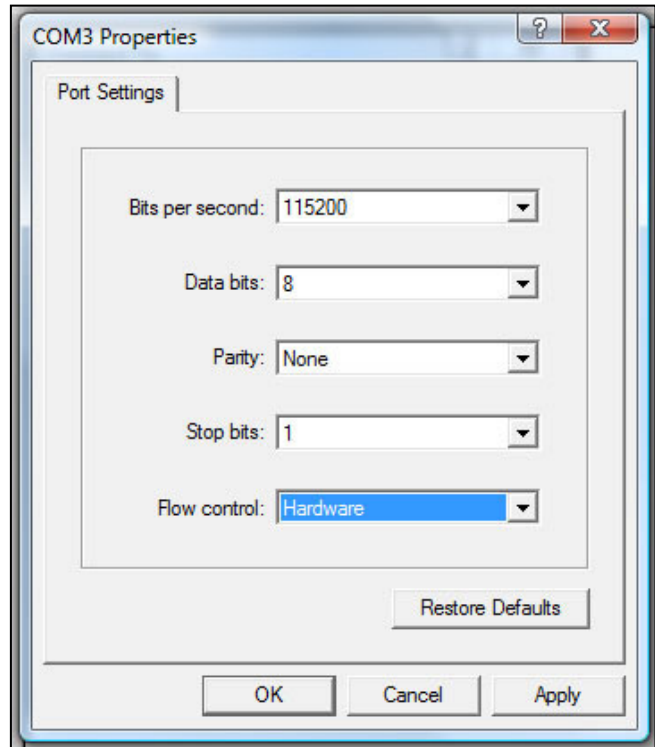 COM3 Properties
Port Settings
Bits per second: 115200
Data bits: 8
Parity: None
Stop bits: 1
Flow control: Hardware
Restore Defaults
OK Cancel Apply